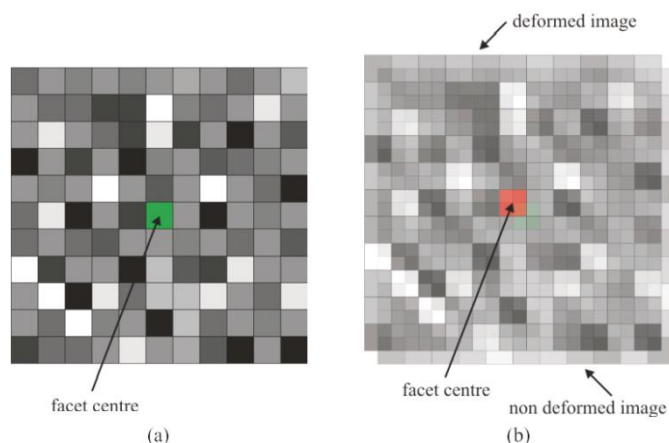 deformed image
facet centre
facet centre
non deformed image
(a)
(b)